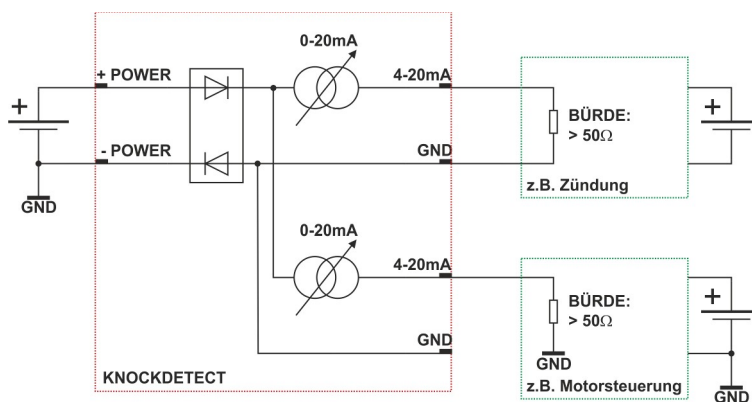 0-20mA
+ POWER
4-20mA
+
BÜRDE:
> 50Ω
+
- POWER
GND
GND
z.B. Zündung
0-20mA
4-20mA
BÜRDE:
> 50Ω
+
GND
GND
KNOCKDETECT
z.B. Motorsteuerung
GND